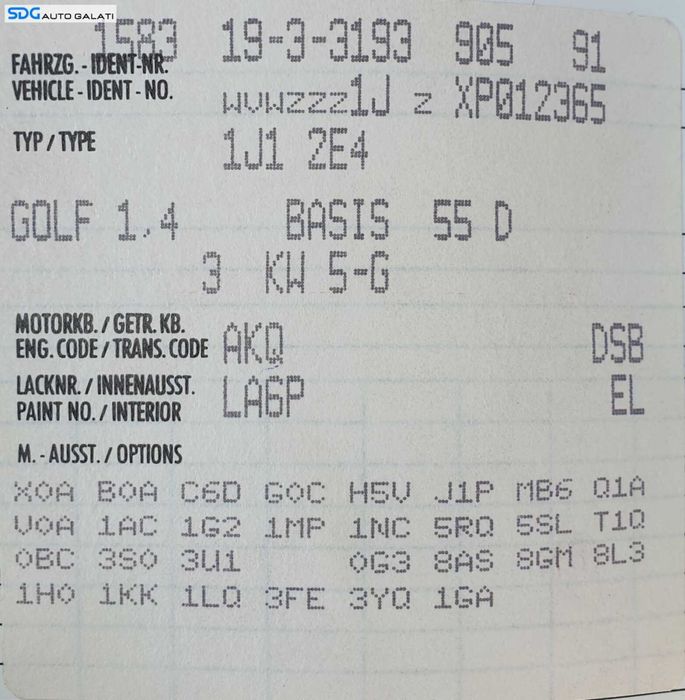 SDG AUTO GALATI
1583 19-3-3193 905 91
FAHRZG. - IDENT-NR.
VEHICLE - IDENT - NO. WVWZZZ1J Z XP012365
TYP / TYPE 1J1 2E4
GOLF 1.4 BASIS 55 D
3 KW 5-G
MOTORKB. / GETR. KB.
ENG. CODE / TRANS. CODE AKQ DSB
LACKNR. / INNENAUSST.
PAINT NO. / INTERIOR LA6P EL
M. - AUSST. / OPTIONS
X0A B0A C6D G0C H5V J1P MB6 Q1A
V0A 1AC 1G2 1MP 1NC 5RQ 5SL T1Q
0BC 3S0 3U1 0G3 8AS 8GM 8L3
1H0 1KK 1LQ 3FE 3YQ 1GA